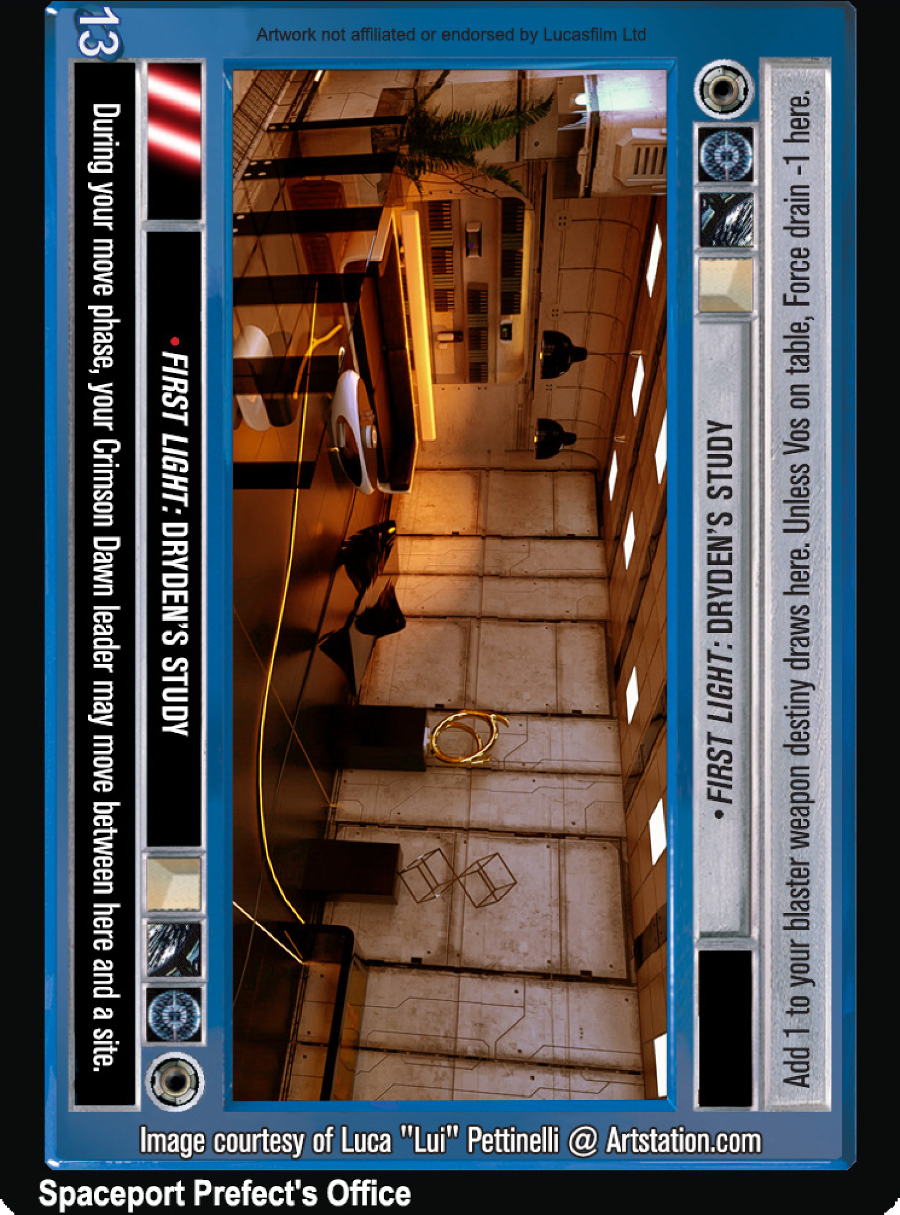 13
Artwork not affiliated or endorsed by Lucasfilm Ltd
During your move phase, your Crimson Dawn leader may move between here and a site.
• FIRST LIGHT: DRYDEN'S STUDY
• FIRST LIGHT: DRYDEN'S STUDY
Add 1 to your blaster weapon destiny draws here. Unless Vos on table, Force drain -1 here.
Image courtesy of Luca "Lui" Pettinelli @ Artstation.com
Spaceport Prefect's Office